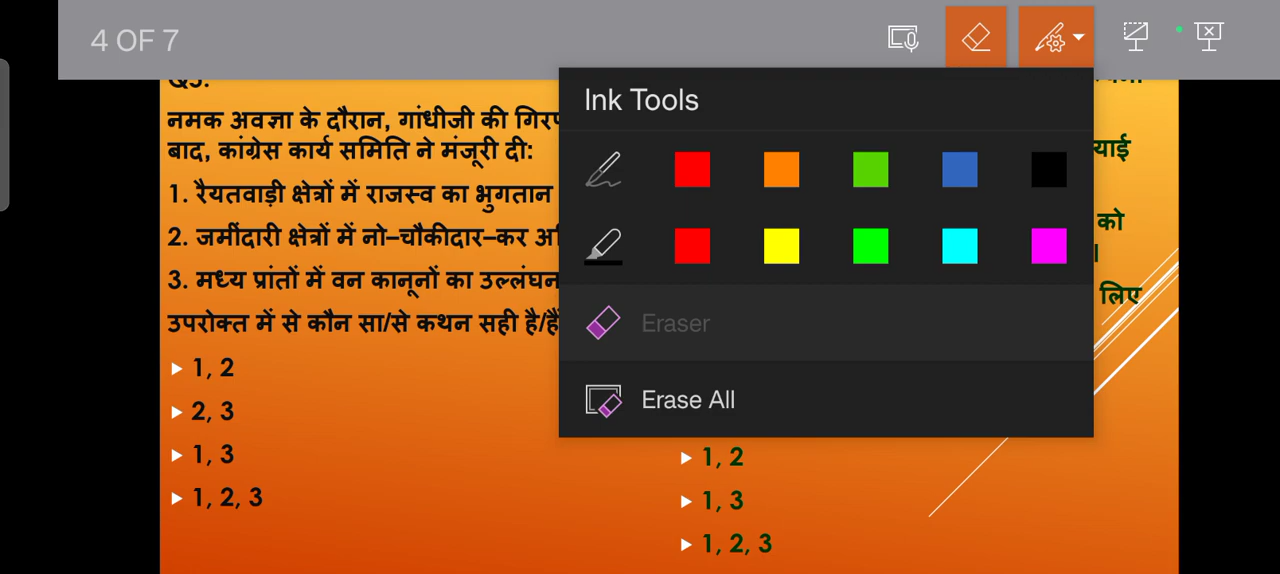 4 OF 7
Q5.
नमक अवज्ञा के दौरान, गांधीजी की
बाद, कांग्रेस कार्य समिति ने मंजूरी दी:
1. रैयतवाड़ी क्षेत्रों में राजस्व का भुगतान
2. जमींदारी क्षेत्रों में नो–चौकीदार–कर
3. मध्य प्रांतों में वन कानूनों का उल्लंघन
उपरोक्त में से कौन सा/से कथन सही है/हैं
1, 2
2, 3
1, 3
1, 2, 3
Ink Tools
Eraser
Erase All
को
लिए
1, 2
1, 3
1, 2, 3